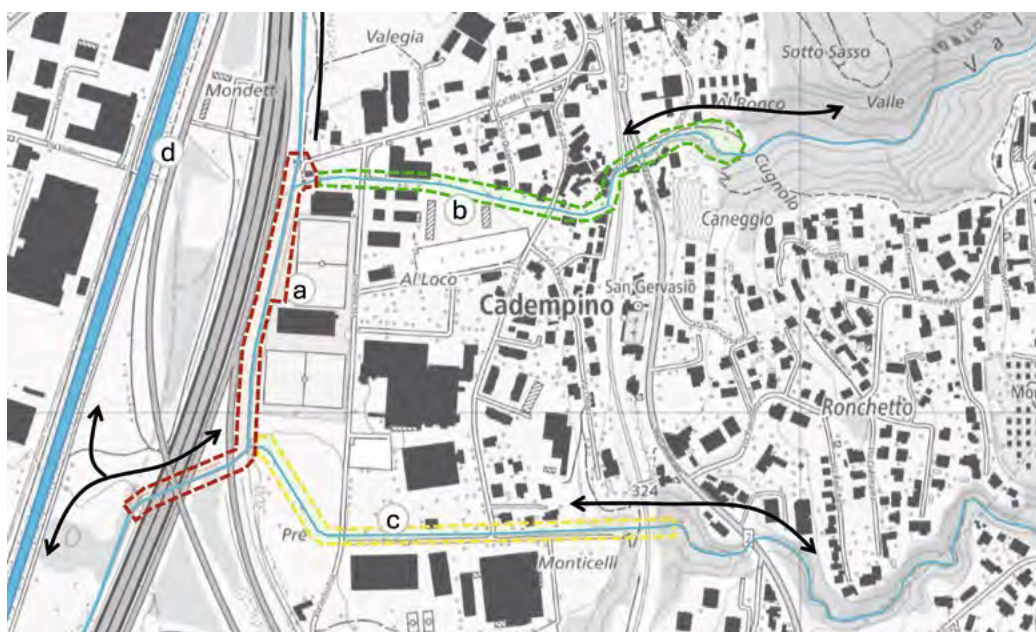 Valegia
Sotto Sasso
Mondett
2
Al Ronco
Valle
Va
d
Cugnolo
b
Caneggio
a
Al Loco
San Gervasio
Cadempino
Ronchetto
324
c
Pre
2
Monticelli